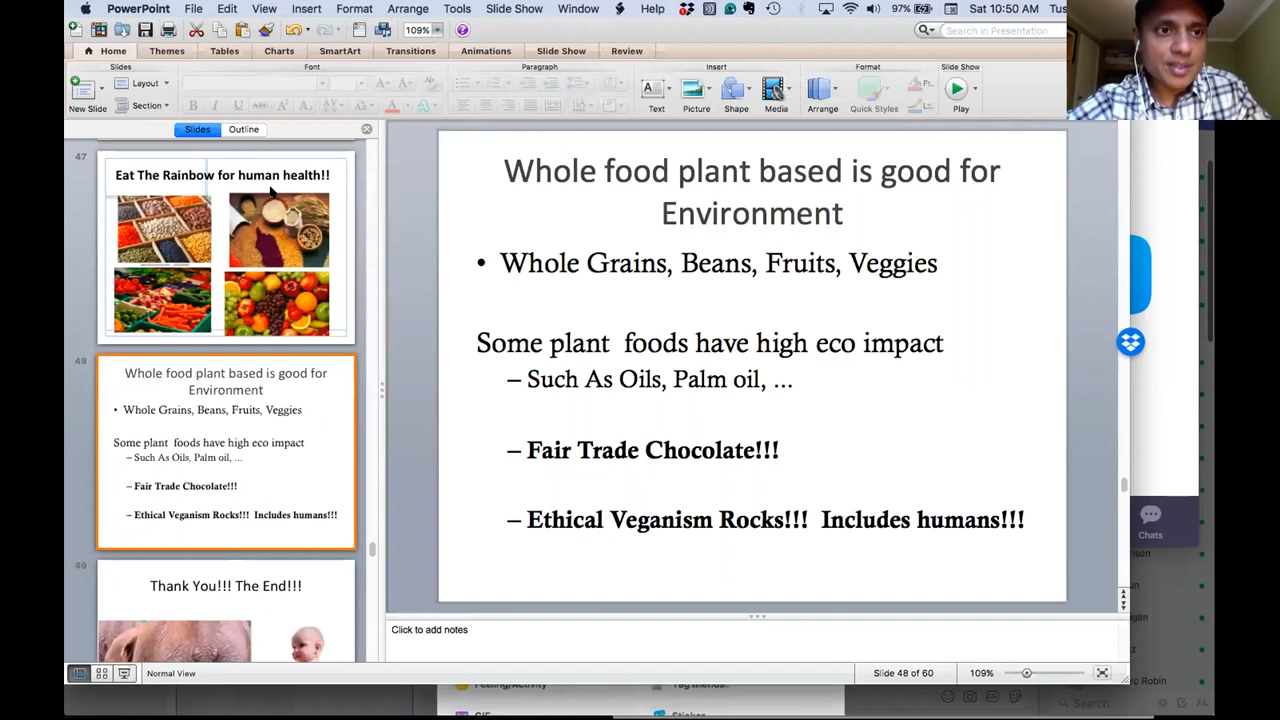 PowerPoint File Edit View Insert Format Arrange Tools Slide Show Window Help 97% Sat 10:50 AM Tus
109% Search in Presentation
Home Themes Tables Charts SmartArt Transitions Animations Slide Show Review
Slides Font Paragraph Insert Format Slide Show
New Slide Layout Section Text Picture Shape Media Arrange Quick Styles Play
Slides Outline
47
Eat The Rainbow for human health!!
Whole food plant based is good for
Environment
• Whole Grains, Beans, Fruits, Veggies
Some plant foods have high eco impact
– Such As Oils, Palm oil, ...
– Fair Trade Chocolate!!!
– Ethical Veganism Rocks!!! Includes humans!!!
Thank You!!! The End!!!
Whole food plant based is good for
Environment
• Whole Grains, Beans, Fruits, Veggies
Some plant foods have high eco impact
– Such As Oils, Palm oil, ...
– Fair Trade Chocolate!!!
– Ethical Veganism Rocks!!! Includes humans!!!
Click to add notes
Normal View Slide 48 of 60 109%
Chats
Search